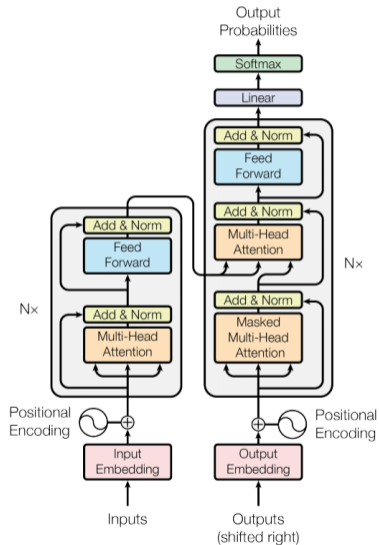 Output
Probabilities
Softmax
Linear
Add & Norm
Feed
Forward
Add & Norm
Multi-Head
Attention
N×
Add & Norm
Masked
Multi-Head
Attention
Positional
Encoding
Output
Embedding
Outputs
(shifted right)
Add & Norm
Feed
Forward
N×
Add & Norm
Multi-Head
Attention
Positional
Encoding
Input
Embedding
Inputs